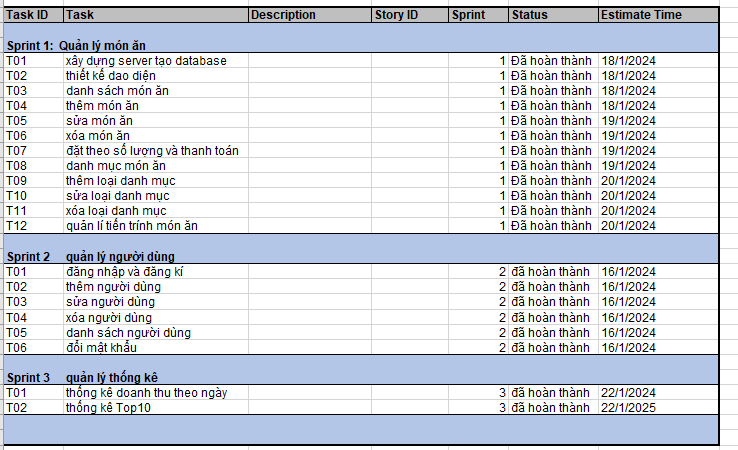 Task ID Task Description Story ID Sprint Status Estimate Time
Sprint 1: Quản lý món ăn
T01 xây dựng server tạo database 1 Đã hoàn thành 18/1/2024
T02 thiết kế dao diện 1 Đã hoàn thành 18/1/2024
T03 danh sách món ăn 1 Đã hoàn thành 18/1/2024
T04 thêm món ăn 1 Đã hoàn thành 18/1/2024
T05 sửa món ăn 1 Đã hoàn thành 19/1/2024
T06 xóa món ăn 1 Đã hoàn thành 19/1/2024
T07 đặt theo số lượng và thanh toán 1 Đã hoàn thành 19/1/2024
T08 danh mục món ăn 1 Đã hoàn thành 19/1/2024
T09 thêm loại danh mục 1 Đã hoàn thành 20/1/2024
T10 sửa loại danh mục 1 Đã hoàn thành 20/1/2024
T11 xóa loại danh mục 1 Đã hoàn thành 20/1/2024
T12 quản lí tiến trình món ăn 1 Đã hoàn thành 20/1/2024
Sprint 2 quản lý người dùng
T01 đăng nhập và đăng kí 2 đã hoàn thành 16/1/2024
T02 thêm người dùng 2 đã hoàn thành 16/1/2024
T03 sửa người dùng 2 đã hoàn thành 16/1/2024
T04 xóa người dùng 2 đã hoàn thành 16/1/2024
T05 danh sách người dùng 2 đã hoàn thành 16/1/2024
T06 đổi mật khẩu 2 đã hoàn thành 16/1/2024
Sprint 3 quản lý thống kê
T01 thống kê doanh thu theo ngày 3 đã hoàn thành 22/1/2024
T02 thống kê Top10 3 đã hoàn thành 22/1/2025